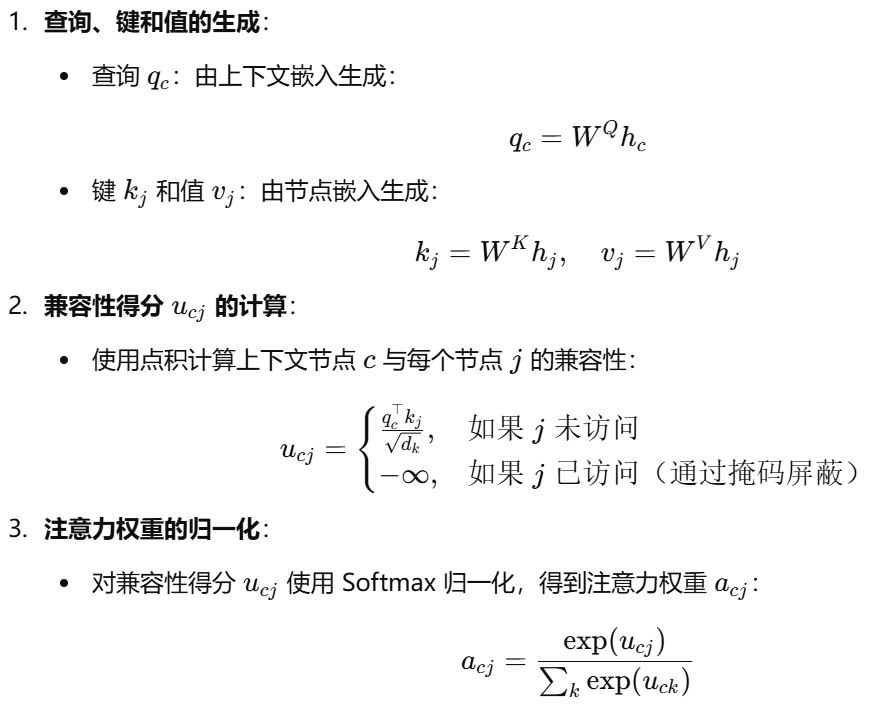 1. 查询、键和值的生成：
• 查询 $q_c$：由上下文嵌入生成：
$q_c = W^Q h_c$
• 键 $k_j$ 和值 $v_j$：由节点嵌入生成：
$k_j = W^K h_j, \quad v_j = W^V h_j$
2. 兼容性得分 $u_{cj}$ 的计算：
• 使用点积计算上下文节点 $c$ 与每个节点 $j$ 的兼容性：
$u_{cj} = \begin{cases} \frac{q_c^\top k_j}{\sqrt{d_k}}, & \text{如果 } j \text{ 未访问} \\ -\infty, & \text{如果 } j \text{ 已访问（通过掩码屏蔽）} \end{cases}$
3. 注意力权重的归一化：
• 对兼容性得分 $u_{cj}$ 使用 Softmax 归一化，得到注意力权重 $a_{cj}$：
$a_{cj} = \frac{\exp(u_{cj})}{\sum_k \exp(u_{ck})}$